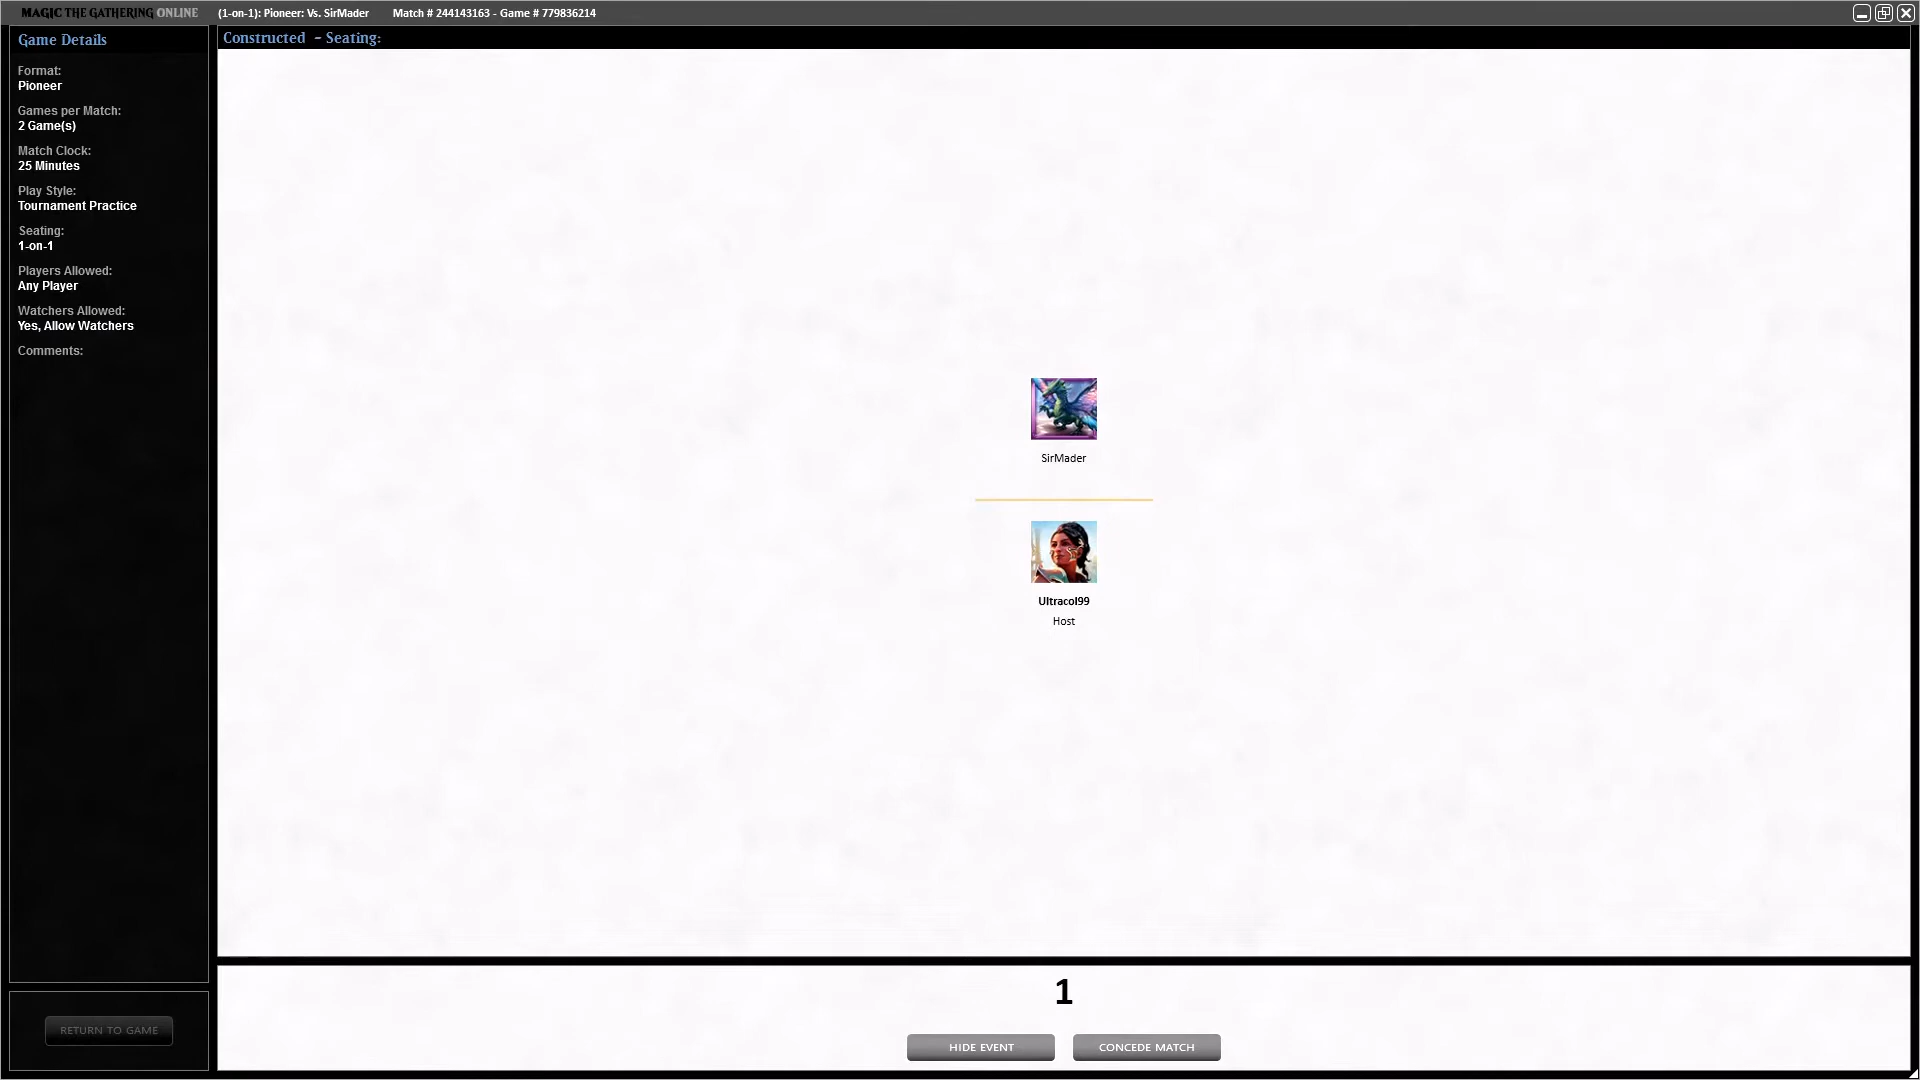 MAGIC THE GATHERING ONLINE
(1-on-1): Pioneer: Vs. SirMader Match # 244143163 - Game # 779836214
Game Details
Constructed - Seating:
Format:
Pioneer
Games per Match:
2 Game(s)
Match Clock:
25 Minutes
Play Style:
Tournament Practice
Seating:
1-on-1
Players Allowed:
Any Player
Watchers Allowed:
Yes, Allow Watchers
Comments:
SirMader
Ultracol99
Host
1
RETURN TO GAME
HIDE EVENT
CONCEDE MATCH